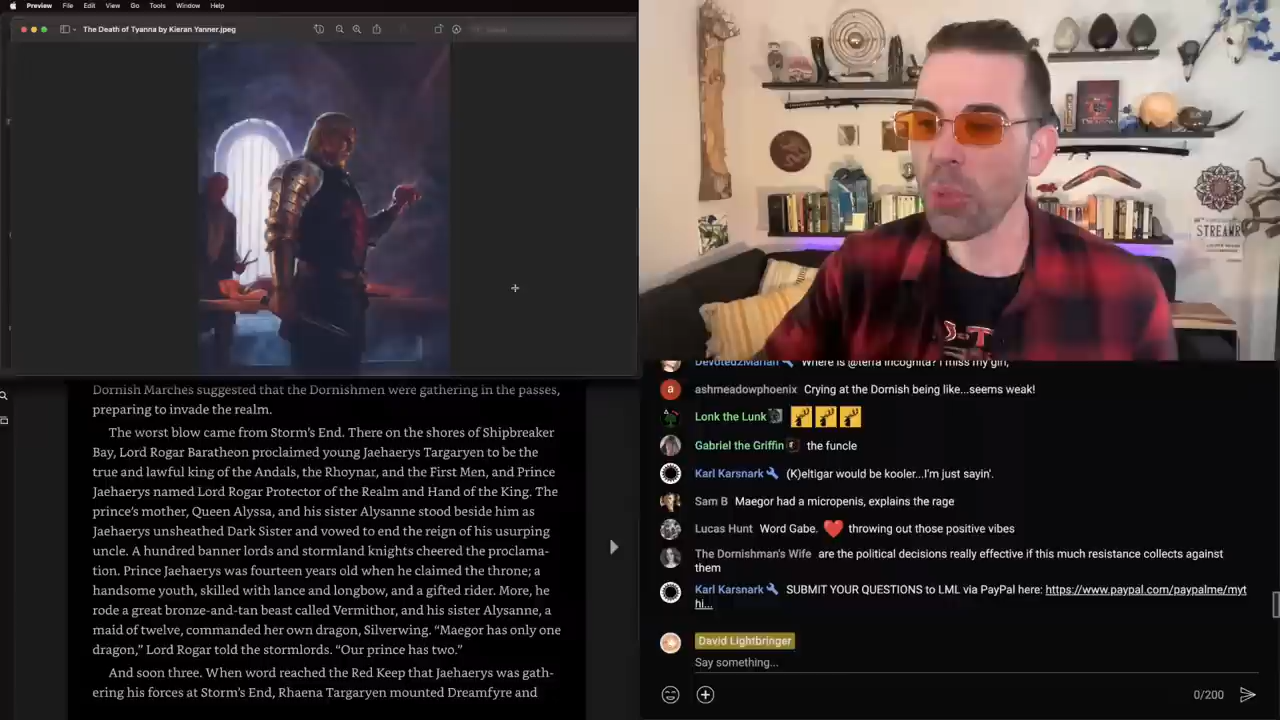 Preview File Edit View Go Tools Window Help
The Death of Tyanna by Kieran Yanner.jpeg
Dornish Marches suggested that the Dornishmen were gathering in the passes,
preparing to invade the realm.
The worst blow came from Storm's End. There on the shores of Shipbreaker
Bay, Lord Rogar Baratheon proclaimed young Jaehaerys Targaryen to be the
true and lawful king of the Andals, the Rhoynar, and the First Men, and Prince
Jaehaerys named Lord Rogar Protector of the Realm and Hand of the King. The
prince's mother, Queen Alyssa, and his sister Alysanne stood beside him as
Jaehaerys unsheathed Dark Sister and vowed to end the reign of his usurping
uncle. A hundred banner lords and stormland knights cheered the proclama-
tion. Prince Jaehaerys was fourteen years old when he claimed the throne; a
handsome youth, skilled with lance and longbow, and a gifted rider. More, he
rode a great bronze-and-tan beast called Vermithor, and his sister Alysanne, a
maid of twelve, commanded her own dragon, Silverwing. “Maegor has only one
dragon,” Lord Rogar told the stormlords. “Our prince has two.”
And soon three. When word reached the Red Keep that Jaehaerys was gath-
ering his forces at Storm's End, Rhaena Targaryen mounted Dreamfyre and
DRAGON
STREAMR
Devoted2Mariah Where is @terra incognita? I miss my girl,
a ashmeadowphoenix Crying at the Dornish being like...seems weak!
Lonk the Lunk
Gabriel the Griffin the funcle
Karl Karsnark (K)eltigar would be kooler...I'm just sayin'.
Sam B Maegor had a micropenis, explains the rage
Lucas Hunt Word Gabe. throwing out those positive vibes
The Dornishman's Wife are the political decisions really effective if this much resistance collects against
them
Karl Karsnark SUBMIT YOUR QUESTIONS to LML via PayPal here: https://www.paypal.com/paypalme/myt
hi...
David Lightbringer
Say something...
0/200